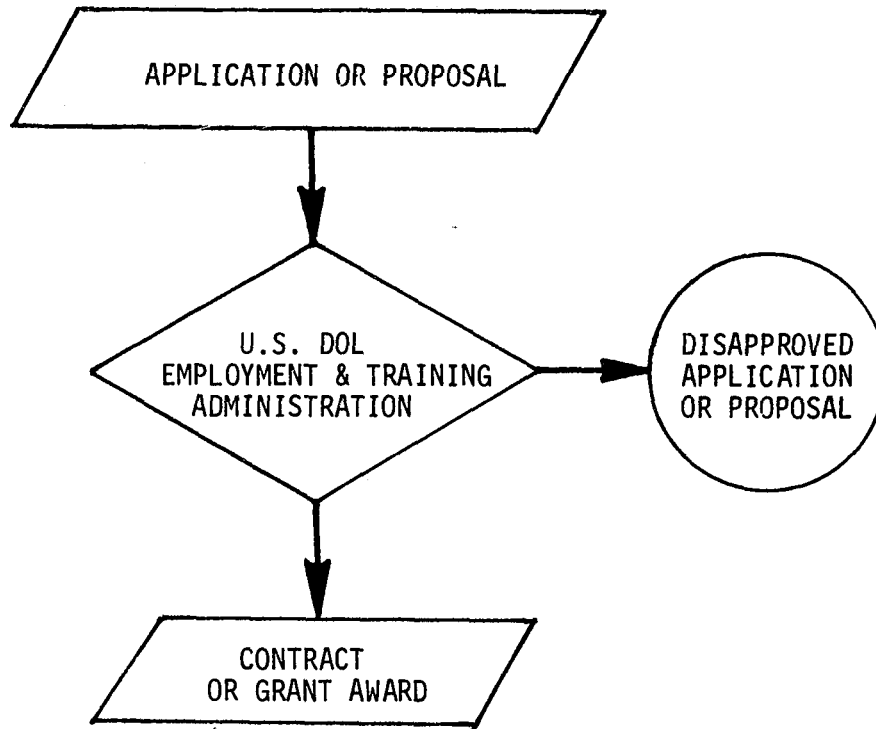 APPLICATION OR PROPOSAL
U.S. DOL
EMPLOYMENT & TRAINING
ADMINISTRATION
DISAPPROVED
APPLICATION
OR PROPOSAL
CONTRACT
OR GRANT AWARD